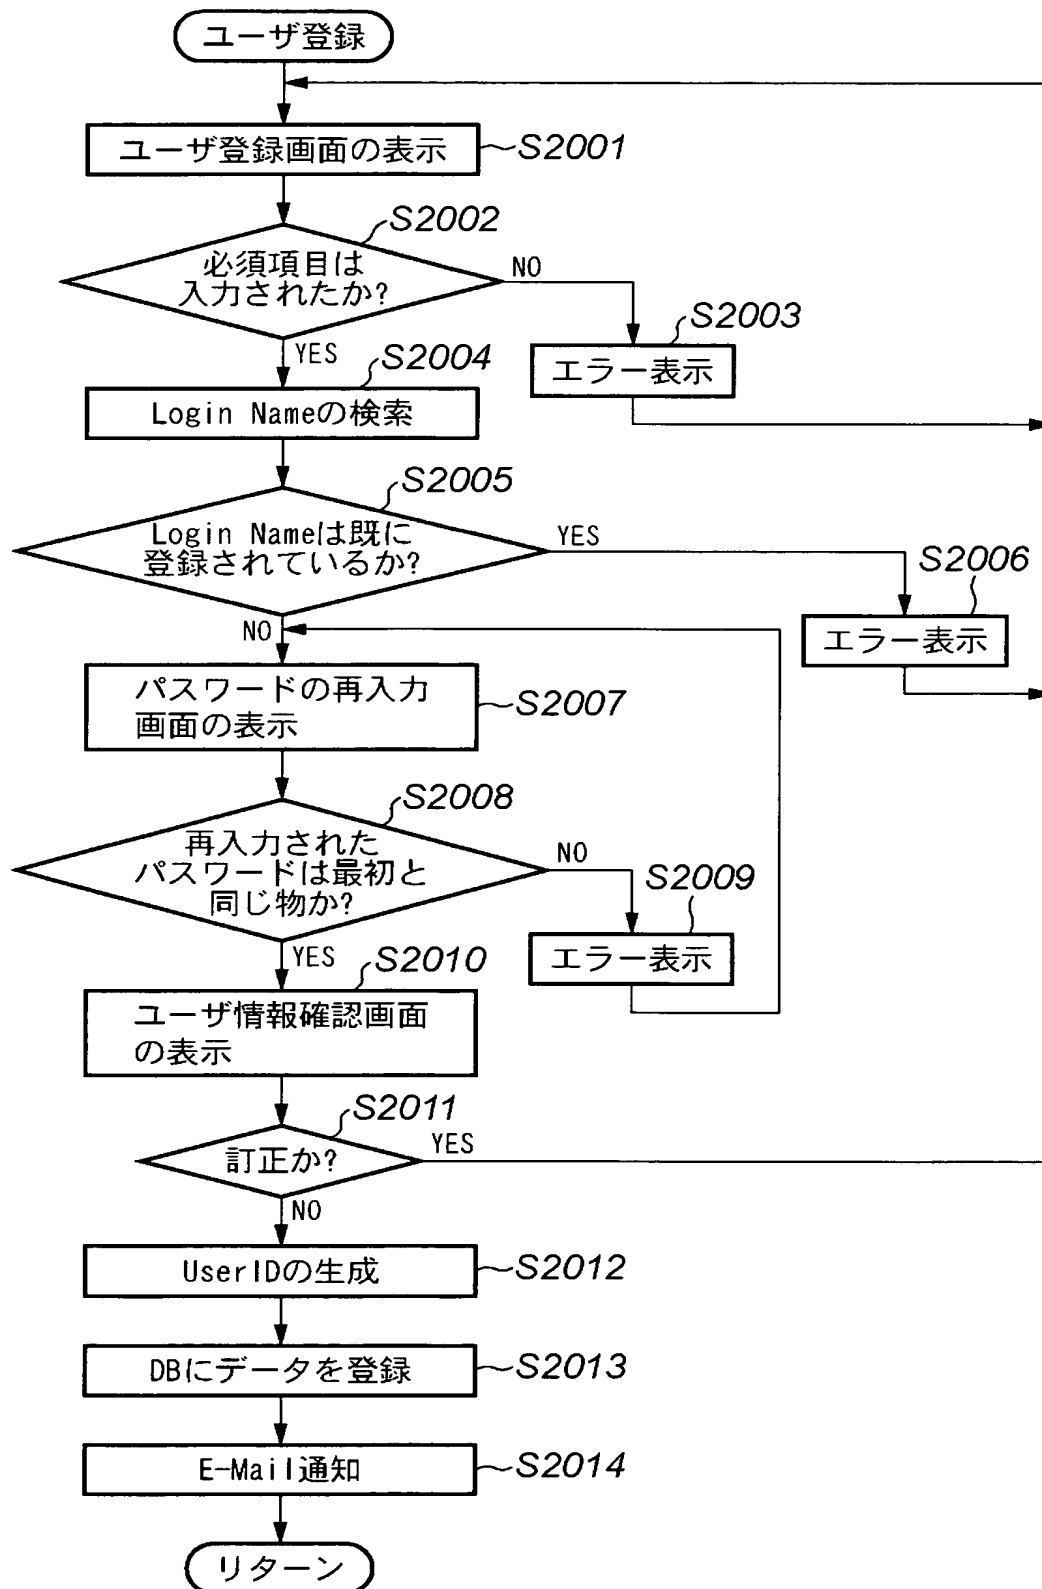 ユーザ登録
ユーザ登録画面の表示
S2001
S2002
必須項目は
入力されたか?
NO
YES
S2003
エラー表示
S2004
Login Nameの検索
S2005
Login Nameは既に
登録されているか?
YES
NO
S2006
エラー表示
パスワードの再入力
画面の表示
S2007
S2008
再入力された
パスワードは最初と
同じ物か?
NO
YES
S2009
エラー表示
S2010
ユーザ情報確認画面
の表示
S2011
訂正か?
YES
NO
UserIDの生成
S2012
DBにデータを登録
S2013
E-Mail通知
S2014
リターン